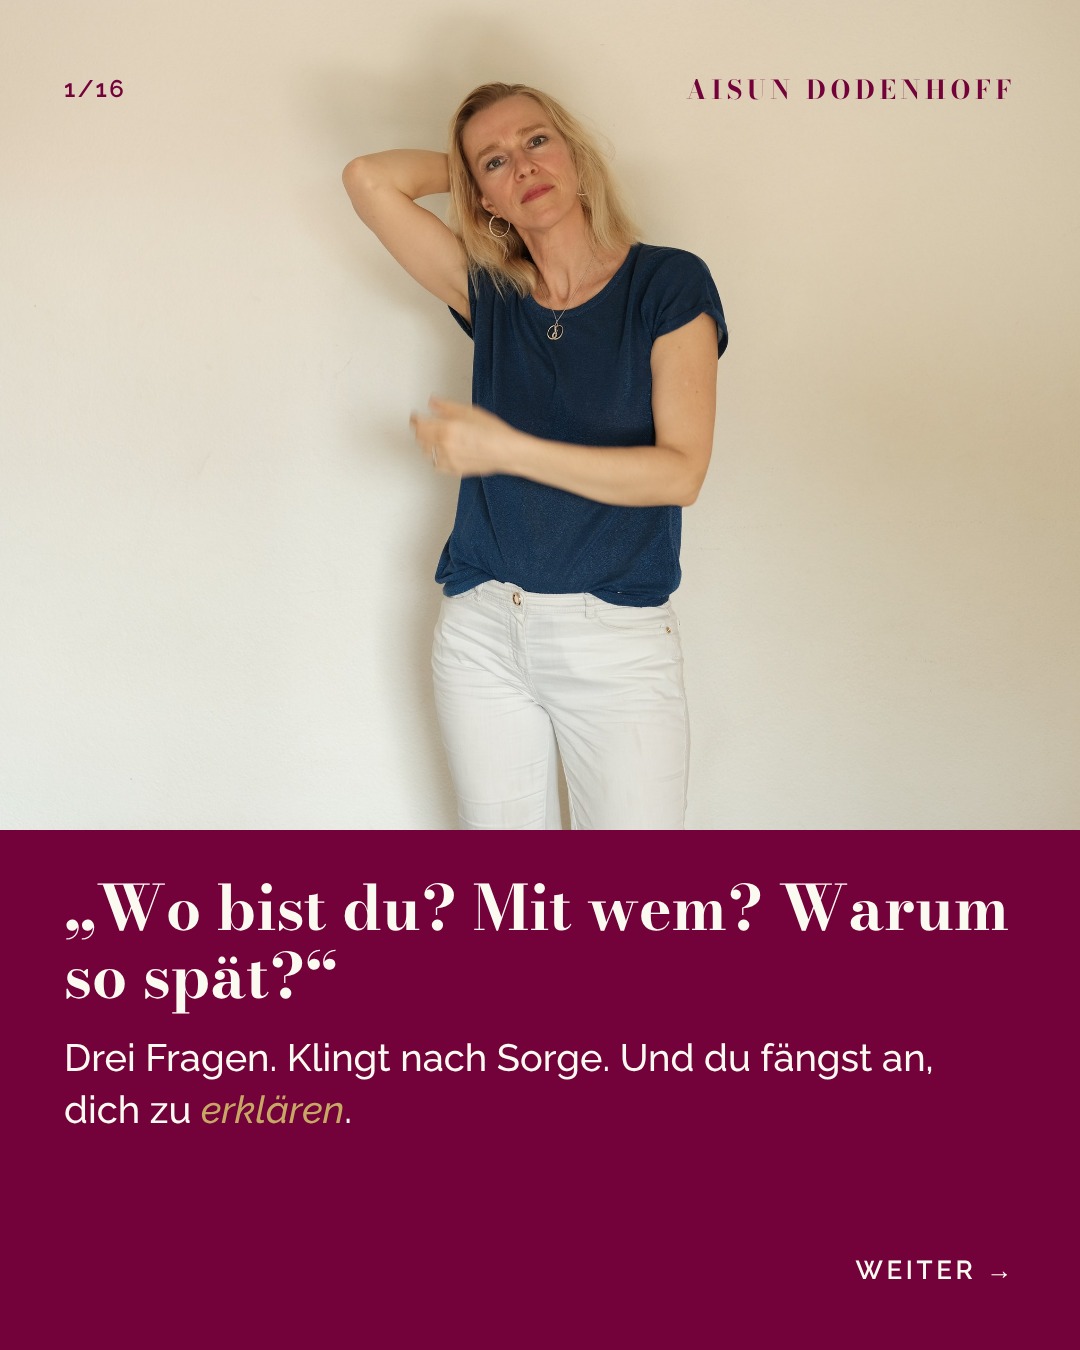 1/16
AISUN DODENHOFF
„Wo bist du? Mit wem? Warum
so spät?“
Drei Fragen. Klingt nach Sorge. Und du fängst an,
dich zu erklären.
WEITER →